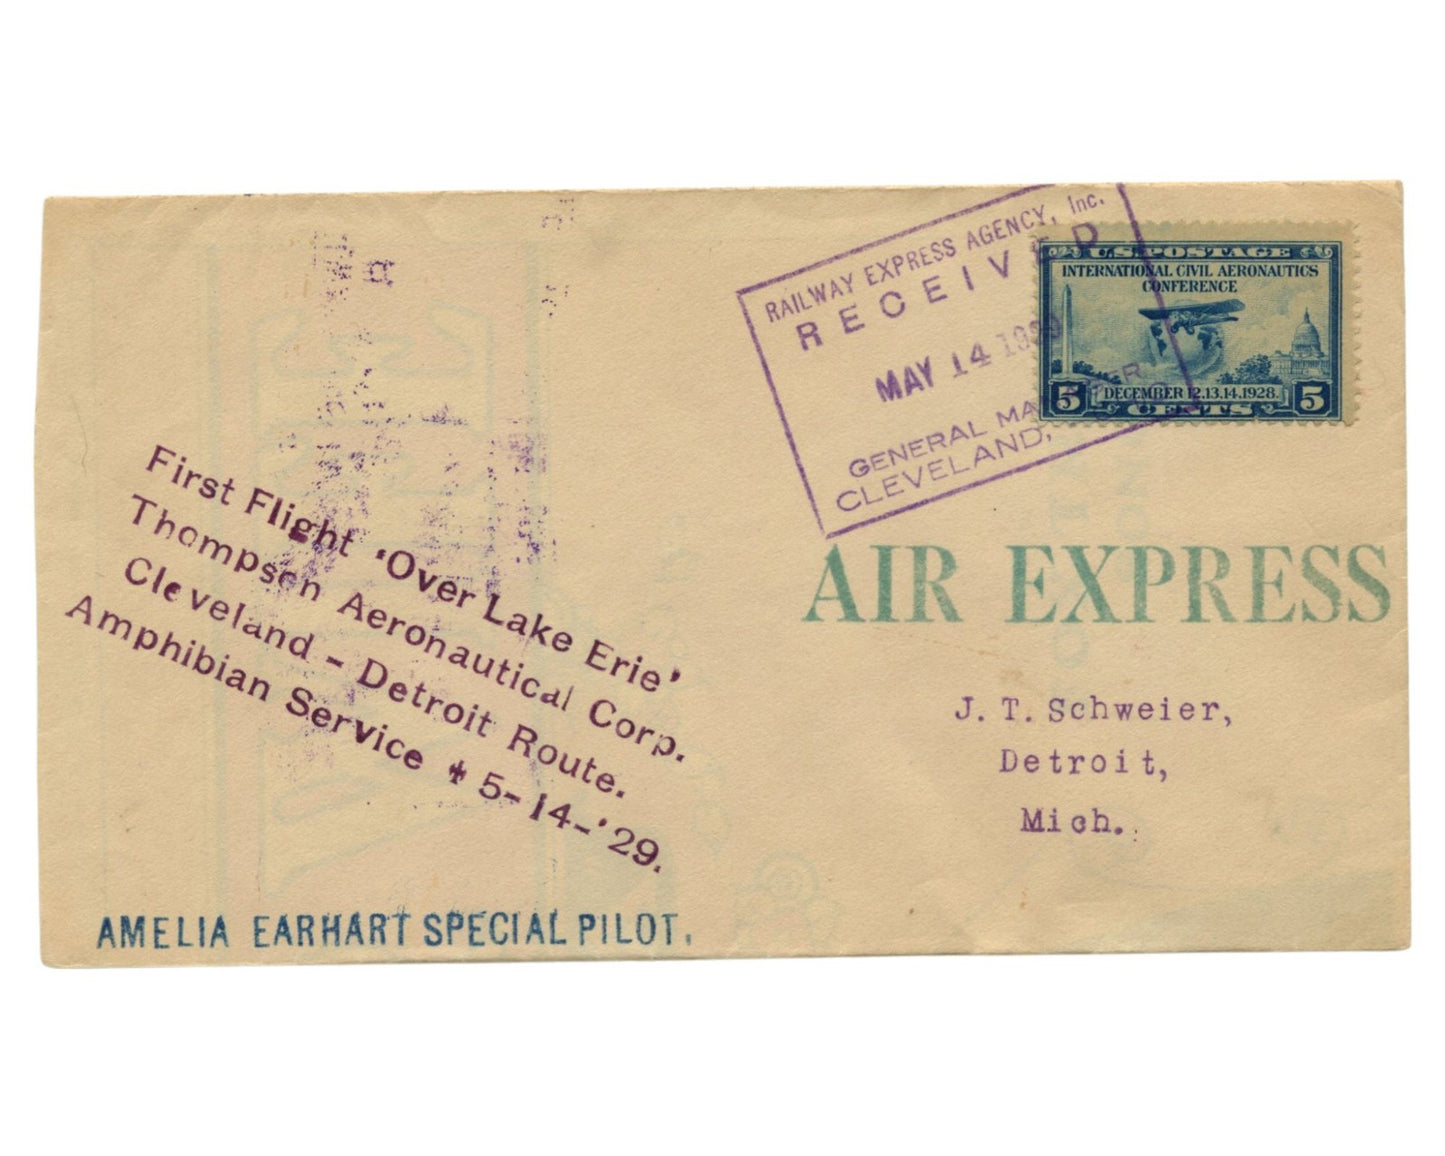 RAILWAY EXPRESS AGENCY, Inc.
RECEIVED
MAY 14 1929
GENERAL MANAGER
CLEVELAND,
U.S. POSTAGE
INTERNATIONAL CIVIL AERONAUTICS
CONFERENCE
5 DECEMBER 12.13.14.1928. 5
CENTS
First Flight 'Over Lake Erie'
Thompson Aeronautical Corp.
Cleveland - Detroit Route.
Amphibian Service + 5-14-'29.
AIR EXPRESS
J. T. Schweier,
Detroit,
Mich.
AMELIA EARHART SPECIAL PILOT.